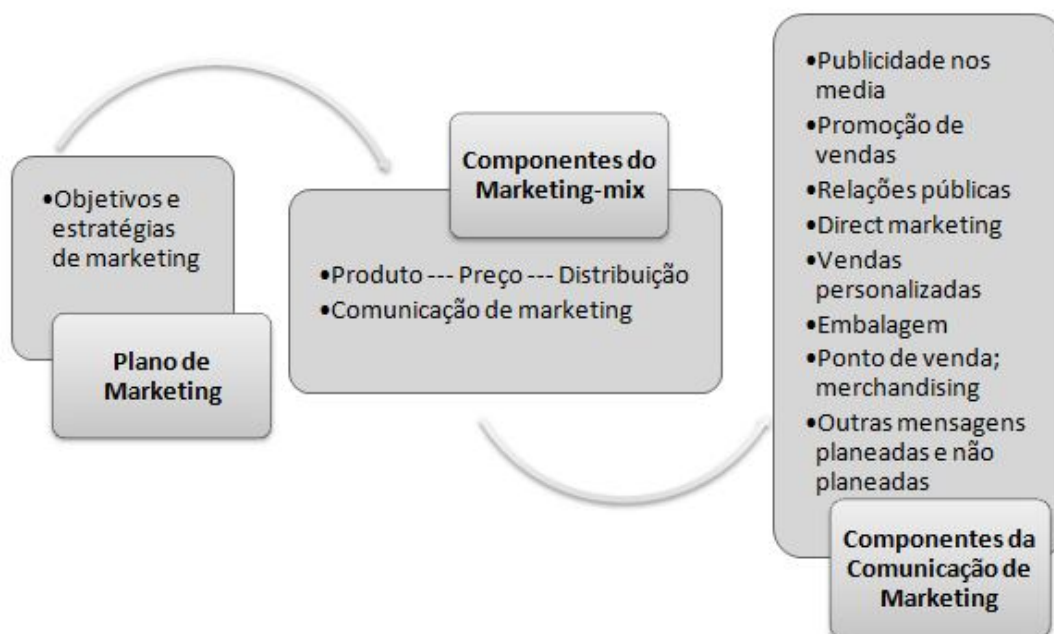 •Objetivos e
estratégias
de marketing
Plano de
Marketing
Componentes do
Marketing-mix
•Produto --- Preço --- Distribuição
•Comunicação de marketing
•Publicidade nos
media
•Promoção de
vendas
•Relações públicas
•Direct marketing
•Vendas
personalizadas
•Embalagem
•Ponto de venda;
merchandising
•Outras mensagens
planeadas e não
planeadas
Componentes da
Comunicação de
Marketing